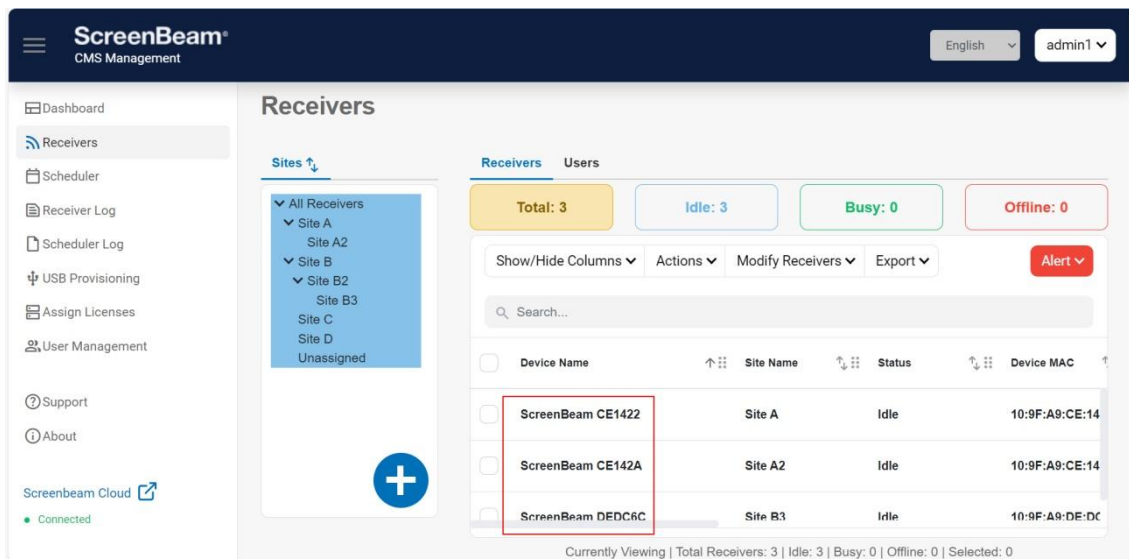 ScreenBeam®
CMS Management
English
admin1
Dashboard
Receivers
Scheduler
Receiver Log
Scheduler Log
USB Provisioning
Assign Licenses
User Management
Support
About
Screenbeam Cloud
Connected
Receivers
Sites
All Receivers
Site A
Site A2
Site B
Site B2
Site B3
Site C
Site D
Unassigned
Receivers Users
Total: 3 Idle: 3 Busy: 0 Offline: 0
Show/Hide Columns Actions Modify Receivers Export Alert
Search...
Device Name Site Name Status Device MAC
ScreenBeam CE1422 Site A Idle 10:9F:A9:CE:14
ScreenBeam CE142A Site A2 Idle 10:9F:A9:CE:14
ScreenBeam DEDC6C Site B3 Idle 10:9F:A9:DE:DC
Currently Viewing | Total Receivers: 3 | Idle: 3 | Busy: 0 | Offline: 0 | Selected: 0